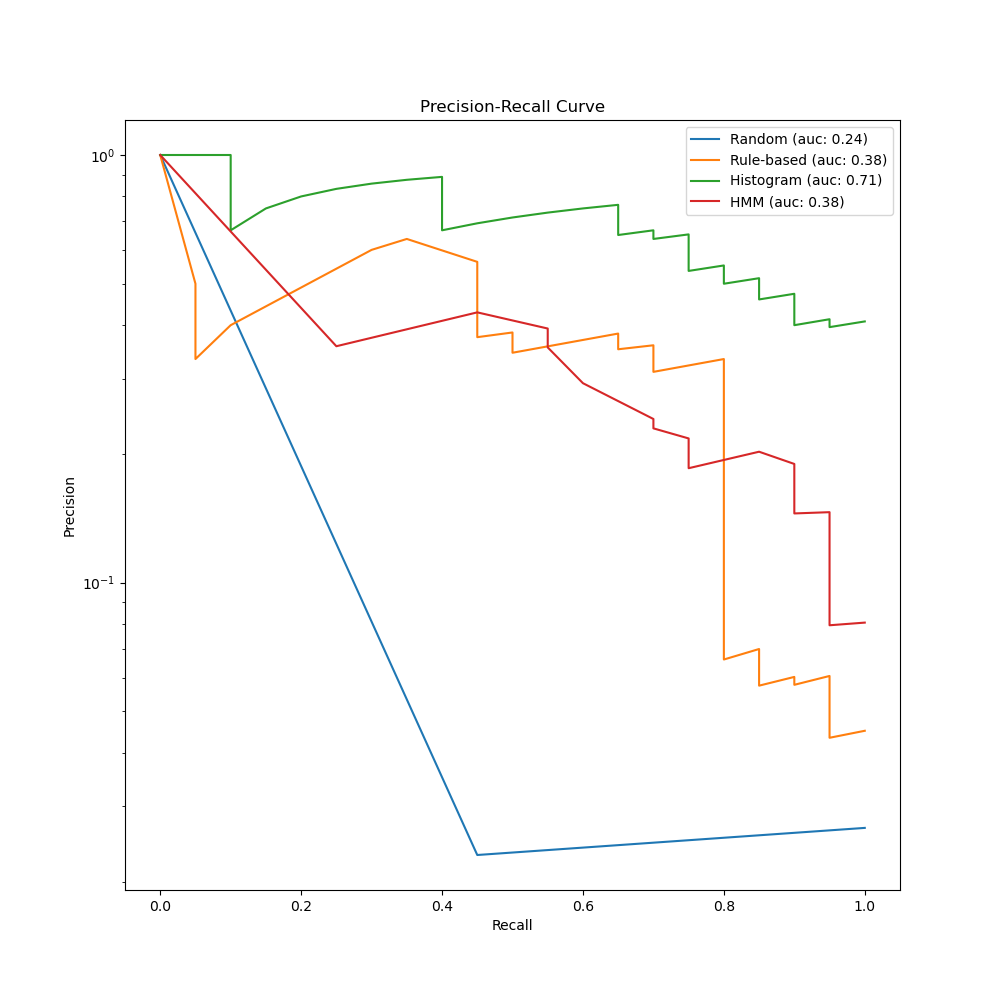 Precision-Recall Curve
Random (auc: 0.24)
Rule-based (auc: 0.38)
Histogram (auc: 0.71)
HMM (auc: 0.38)
10⁰
10⁻¹
Precision
0.0 0.2 0.4 0.6 0.8 1.0
Recall